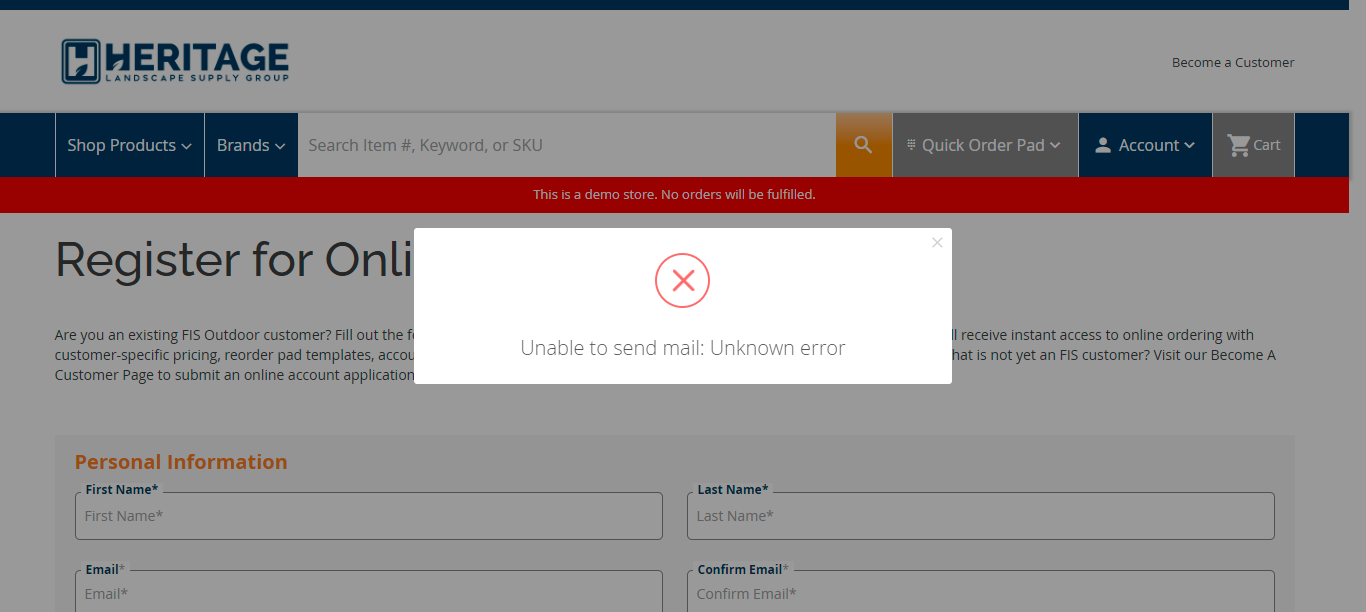 HERITAGE
LANDSCAPE SUPPLY GROUP
Become a Customer
Shop Products
Brands
Search Item #, Keyword, or SKU
Quick Order Pad
Account
Cart
This is a demo store. No orders will be fulfilled.
Register for Onli
×
Unable to send mail: Unknown error
Are you an existing FIS Outdoor customer? Fill out the f ll receive instant access to online ordering with
customer-specific pricing, reorder pad templates, accou hat is not yet an FIS customer? Visit our Become A
Customer Page to submit an online account application
Personal Information
First Name*
First Name*
Last Name*
Last Name*
Email*
Email*
Confirm Email*
Confirm Email*